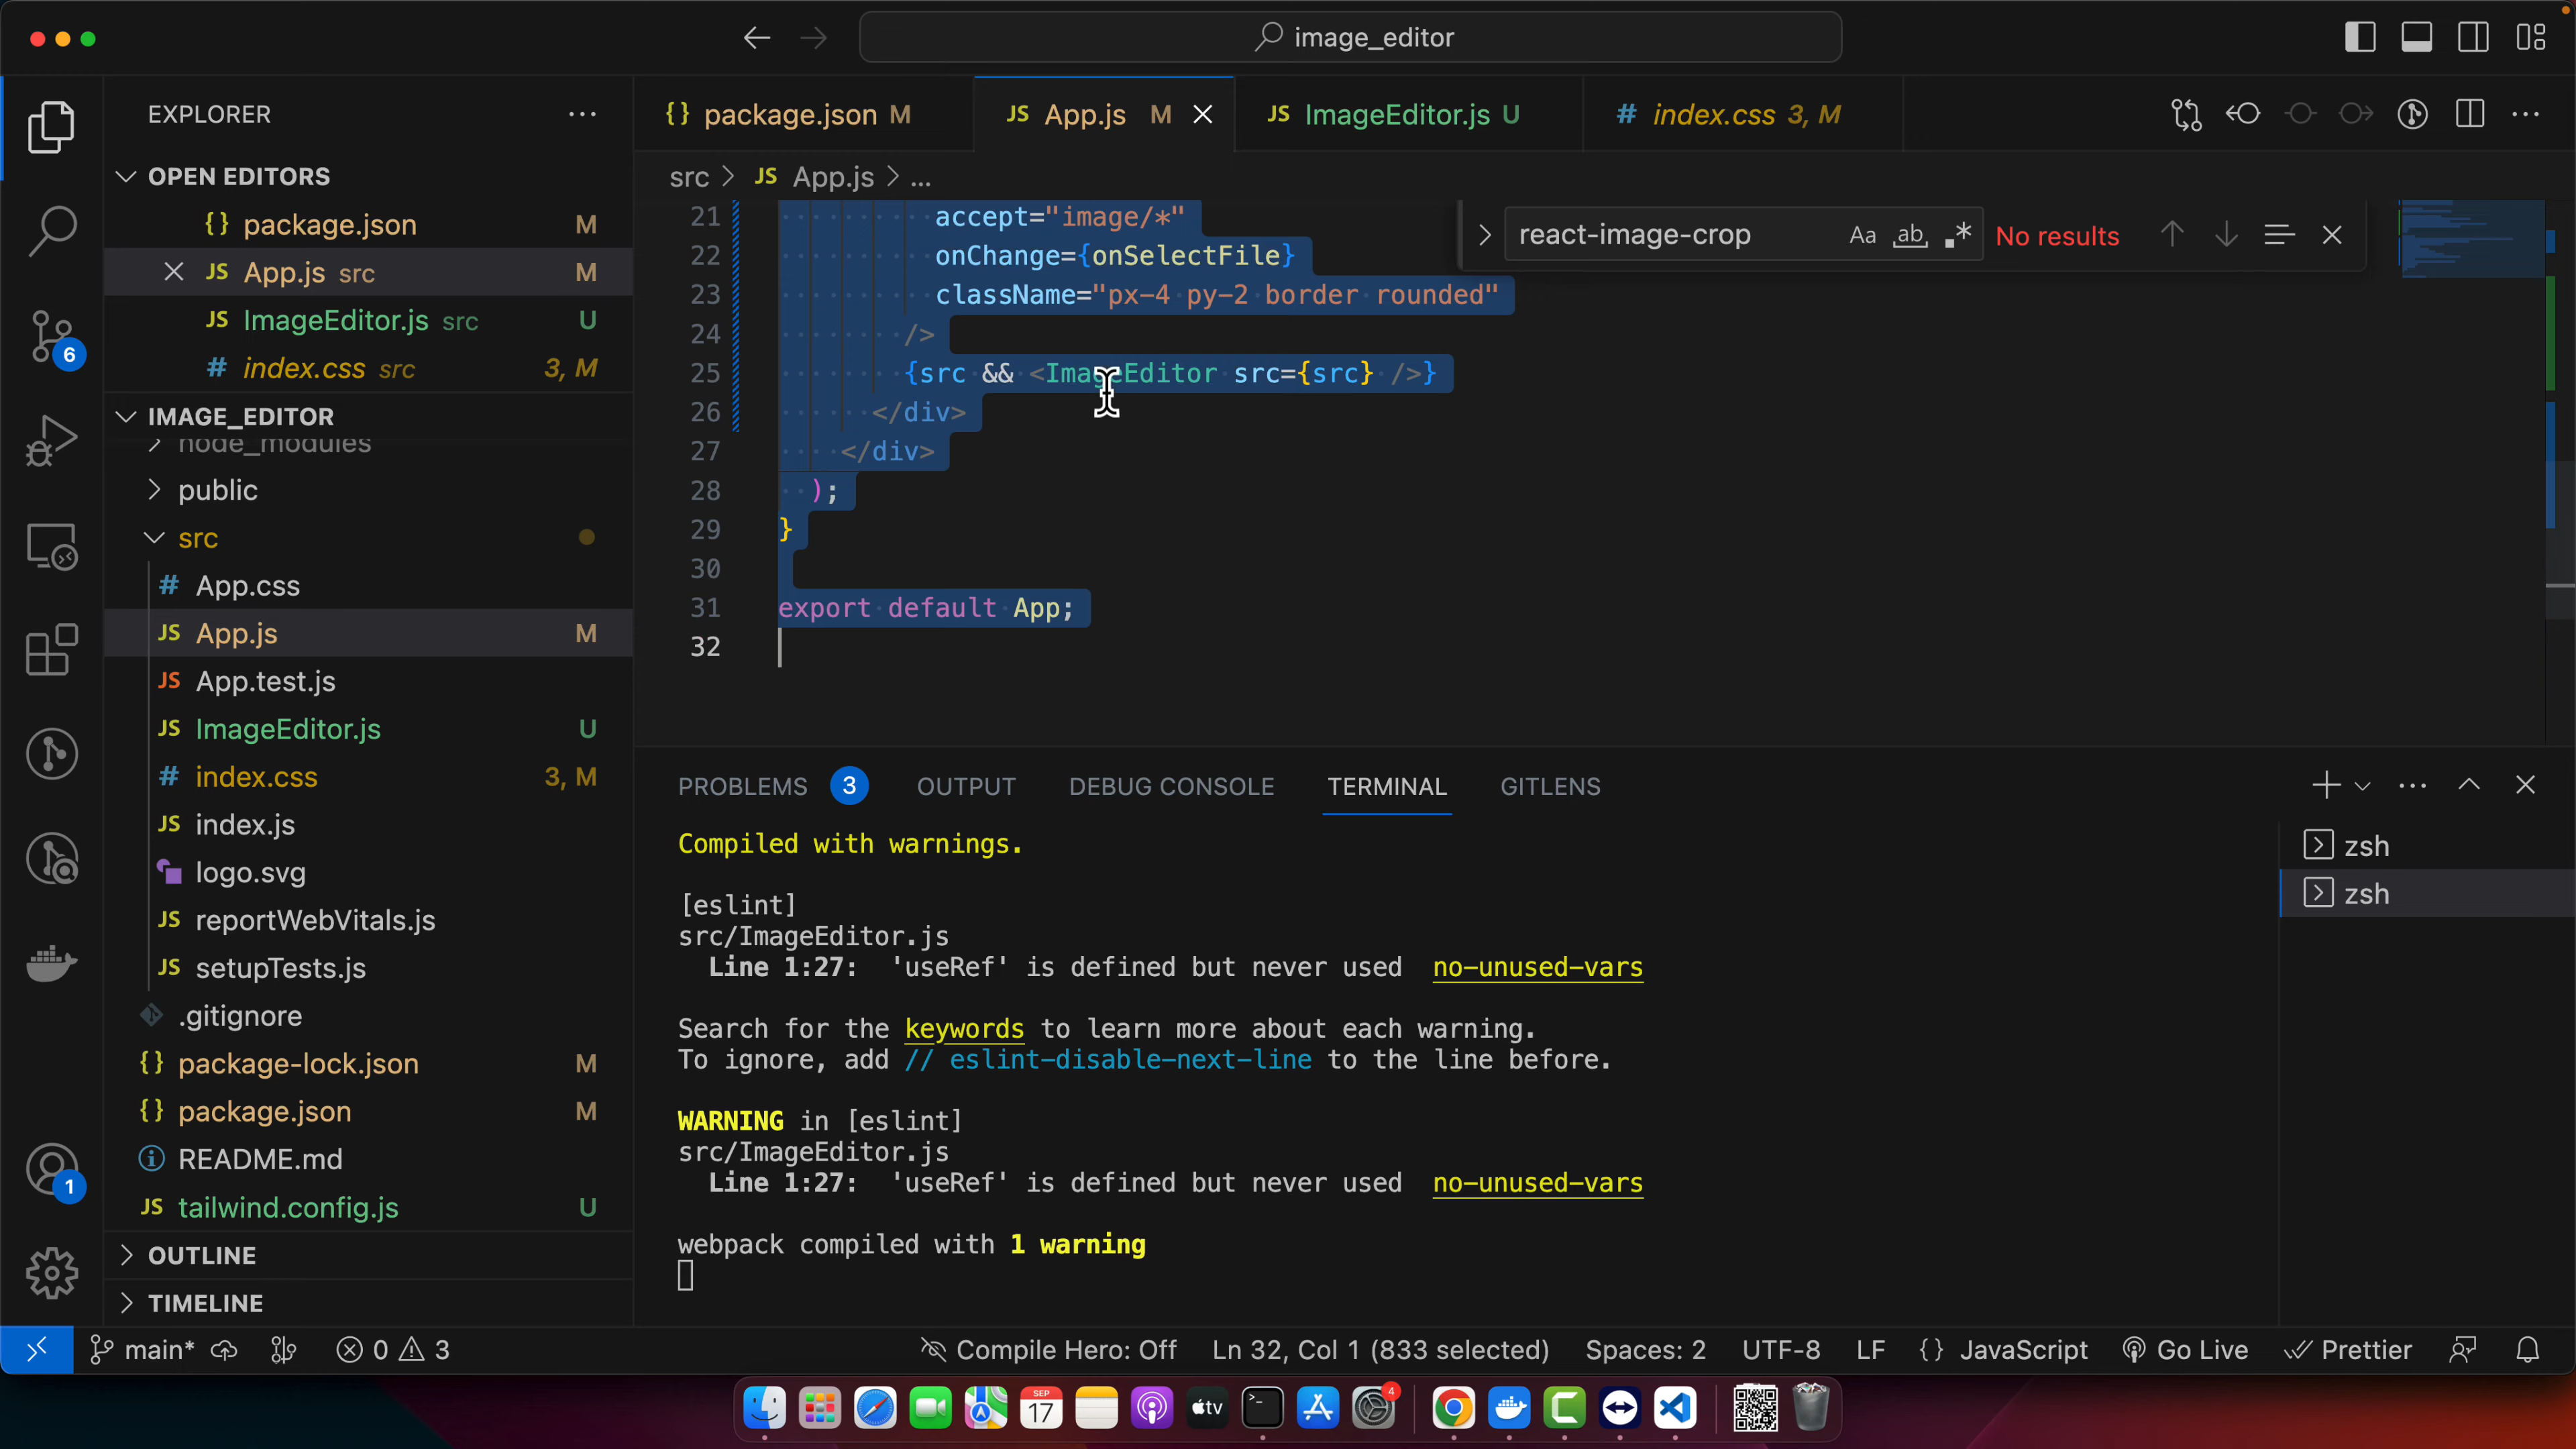 image_editor
EXPLORER
OPEN EDITORS
{} package.json M
JS App.js src M
JS ImageEditor.js src U
# index.css src 3, M
IMAGE_EDITOR
node_modules
public
src
# App.css
JS App.js M
JS App.test.js
JS ImageEditor.js U
# index.css 3, M
JS index.js
logo.svg
JS reportWebVitals.js
JS setupTests.js
.gitignore
{} package-lock.json M
{} package.json M
README.md
JS tailwind.config.js U
OUTLINE
TIMELINE
6
1
{} package.json M
JS App.js M
JS ImageEditor.js U
# index.css 3, M
src > JS App.js > ...
react-image-crop Aa ab .* No results
21 accept="image/*"
22 onChange={onSelectFile}
23 className="px-4 py-2 border rounded"
24 />
25 {src && <ImageEditor src={src} />}
26 </div>
27 </div>
28 );
29 }
30
31 export default App;
32
PROBLEMS 3 OUTPUT DEBUG CONSOLE TERMINAL GITLENS
Compiled with warnings.
[eslint]
src/ImageEditor.js
Line 1:27: 'useRef' is defined but never used no-unused-vars
Search for the keywords to learn more about each warning.
To ignore, add // eslint-disable-next-line to the line before.
WARNING in [eslint]
src/ImageEditor.js
Line 1:27: 'useRef' is defined but never used no-unused-vars
webpack compiled with 1 warning
zsh
zsh
main* 0 3 Compile Hero: Off Ln 32, Col 1 (833 selected) Spaces: 2 UTF-8 LF {} JavaScript Go Live Prettier
SEP
17
tv
4